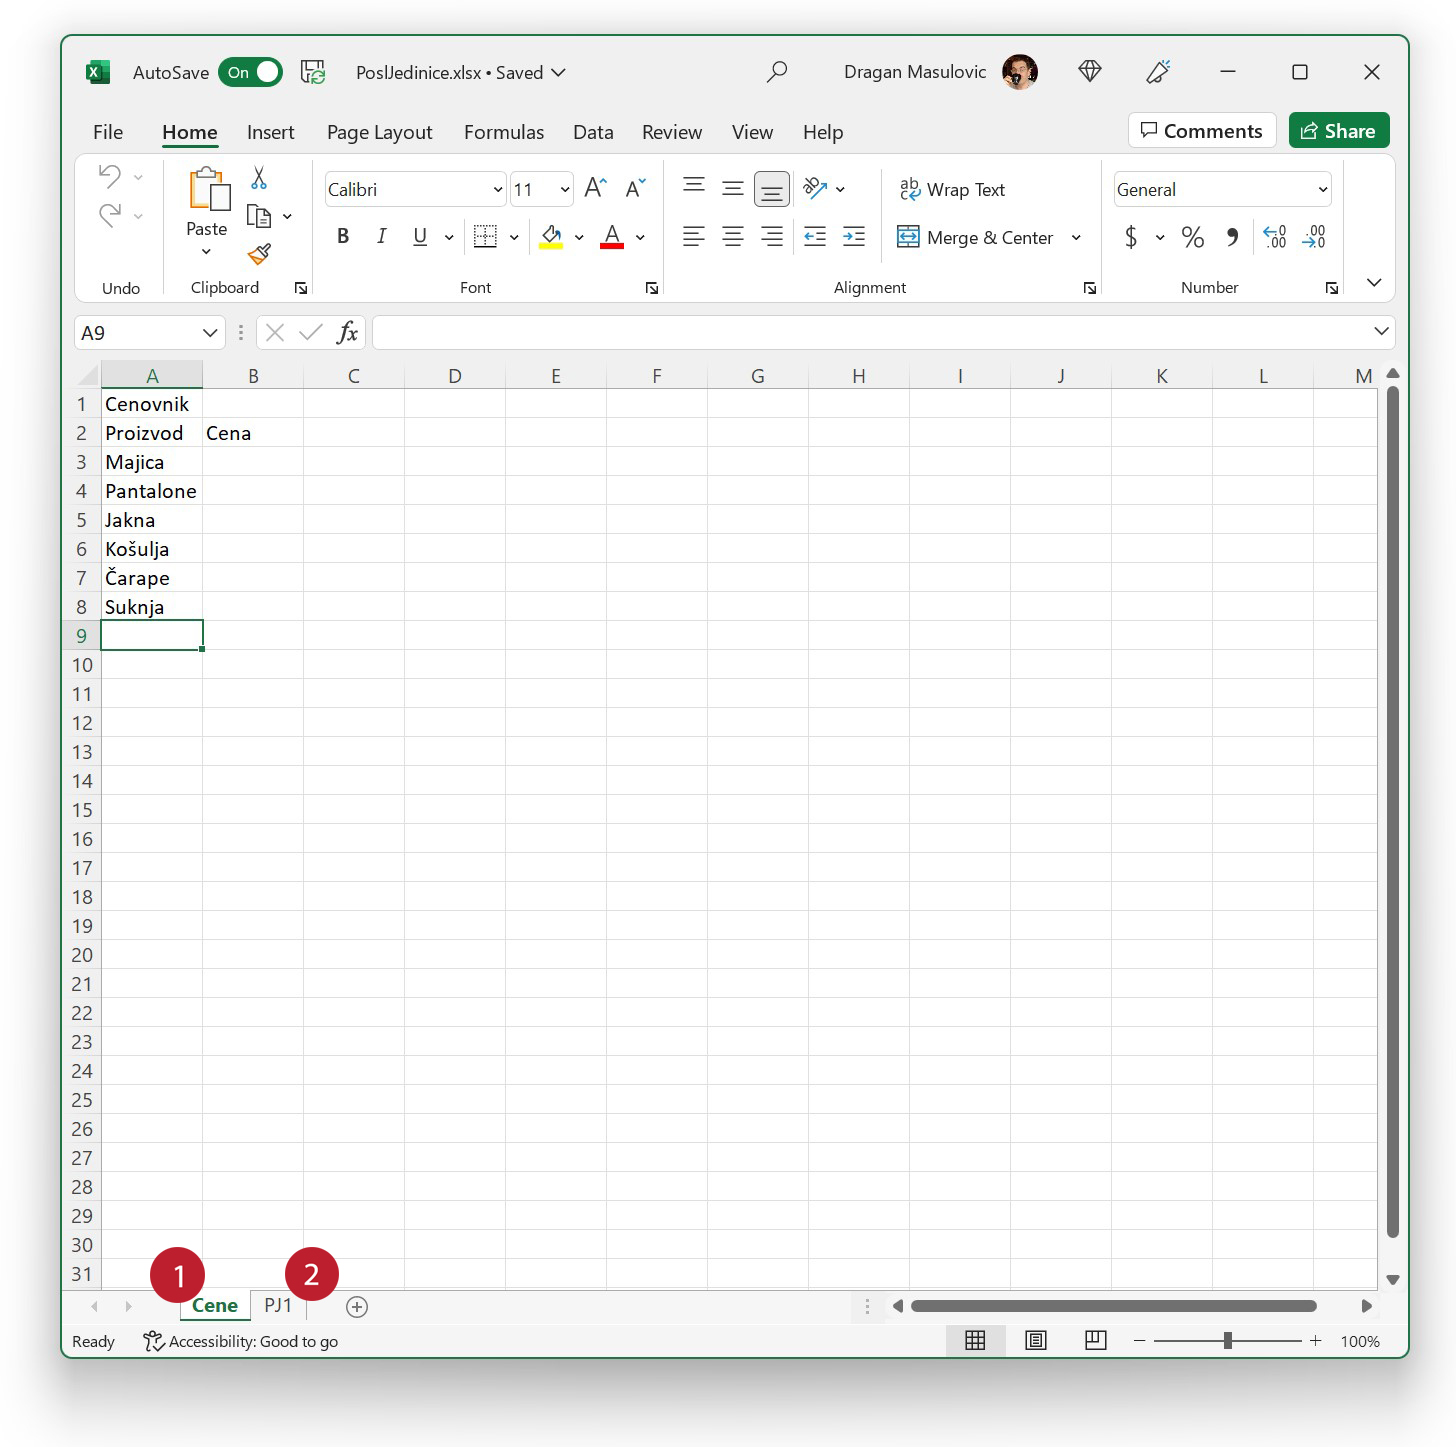 AutoSave On PoslJedinice.xlsx • Saved Dragan Masulovic
File Home Insert Page Layout Formulas Data Review View Help Comments Share
Paste
Calibri 11 A A
B I U A
ab Wrap Text
Merge & Center
General
$ % , .00 .00
Undo Clipboard Font Alignment Number
A9 fx
A B C D E F G H I J K L M
1 Cenovnik
2 Proizvod Cena
3 Majica
4 Pantalone
5 Jakna
6 Košulja
7 Čarape
8 Suknja
9
10
11
12
13
14
15
16
17
18
19
20
21
22
23
24
25
26
27
28
29
30
31
1 2
Cene PJ1
Ready Accessibility: Good to go 100%